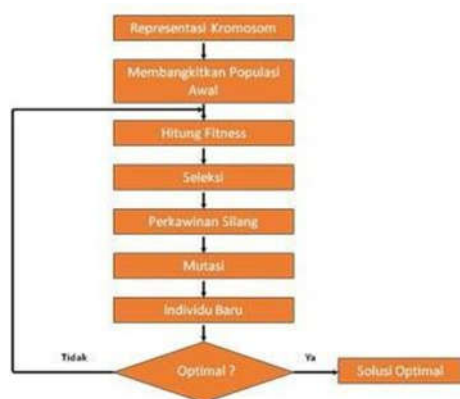 Representasi Kromosom
Membangkitkan Populasi
Awal
Hitung Fitness
Seleksi
Perkawinan Silang
Mutasi
Individu Baru
Tidak
Optimal ?
Ya
Solusi Optimal